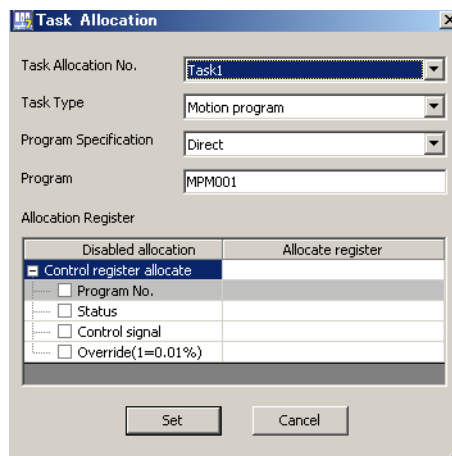 Task Allocation
Task Allocation No. Task1
Task Type Motion program
Program Specification Direct
Program MPM001
Allocation Register
Disabled allocation Allocate register
Control register allocate
Program No.
Status
Control signal
Override(1=0.01%)
Set Cancel